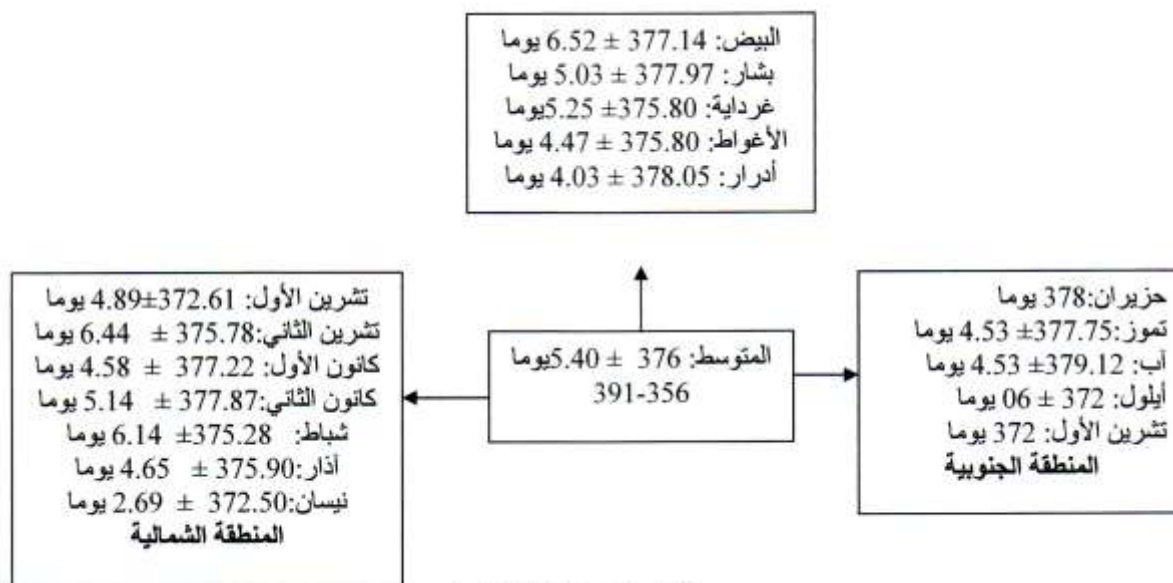 البيض: 377.14 ± 6.52 يوما
بشار: 377.97 ± 5.03 يوما
غرداية: 375.80± 5.25يوما
الأغواط: 375.80 ± 4.47 يوما
أدرار: 378.05 ± 4.03 يوما
حزيران:378 يوما
تموز:377.75± 4.53 يوما
آب: 379.12± 4.53 يوما
أيلول: 372 ± 06 يوما
تشرين الأول: 372 يوما
المنطقة الجنوبية
المتوسط: 376 ± 5.40يوما
391-356
تشرين الأول: 372.61±4.89 يوما
تشرين الثاني:375.78 ± 6.44 يوما
كانون الأول: 377.22 ± 4.58 يوما
كانون الثاني:377.87 ± 5.14 يوما
شباط: 375.28± 6.14 يوما
أذار:375.90 ± 4.65 يوما
نيسان:372.50 ± 2.69 يوما
المنطقة الشمالية